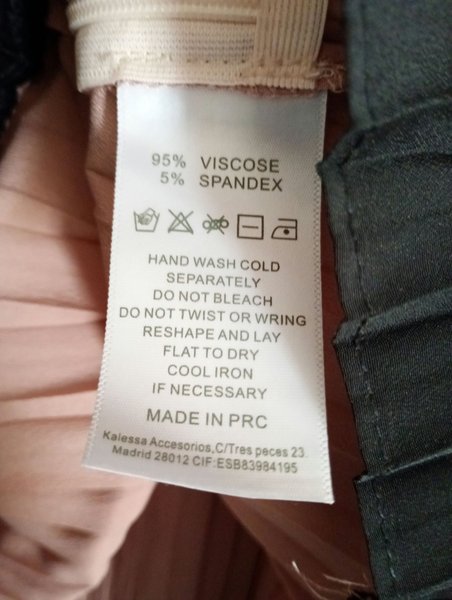 95% VISCOSE
5% SPANDEX
HAND WASH COLD
SEPARATELY
DO NOT BLEACH
DO NOT TWIST OR WRING
RESHAPE AND LAY
FLAT TO DRY
COOL IRON
IF NECESSARY
MADE IN PRC
Kalessa Accesorios,C/Tres peces 23.
Madrid 28012 CIF:ESB83984195